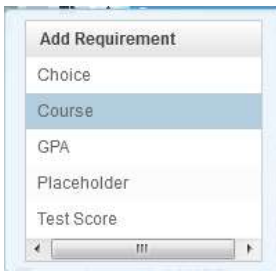 Add Requirement
Choice
Course
GPA
Placeholder
Test Score